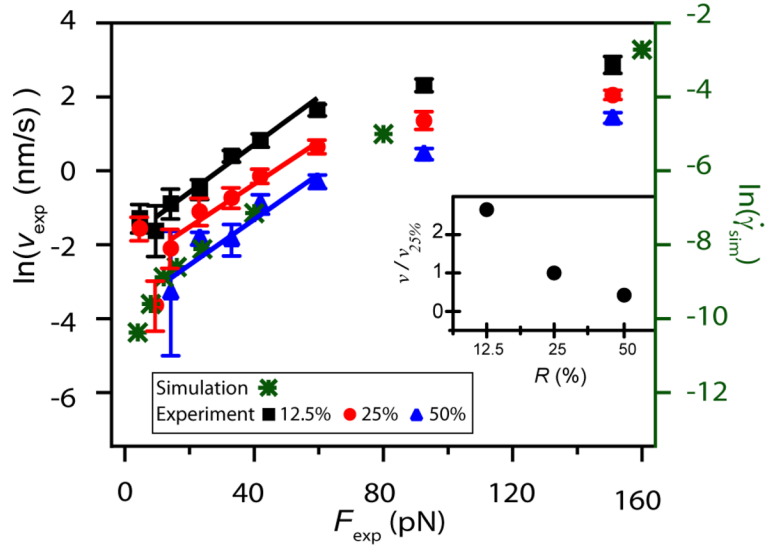 4
2
0
-2
-4
-6
ln(v_exp (nm/s) )
-2
-4
-6
-8
-10
-12
ln(γ̇_sim)
2
1
0
v / v_25%
12.5 25 50
R (%)
Simulation
Experiment 12.5% 25% 50%
0 40 80 120 160
F_exp (pN)